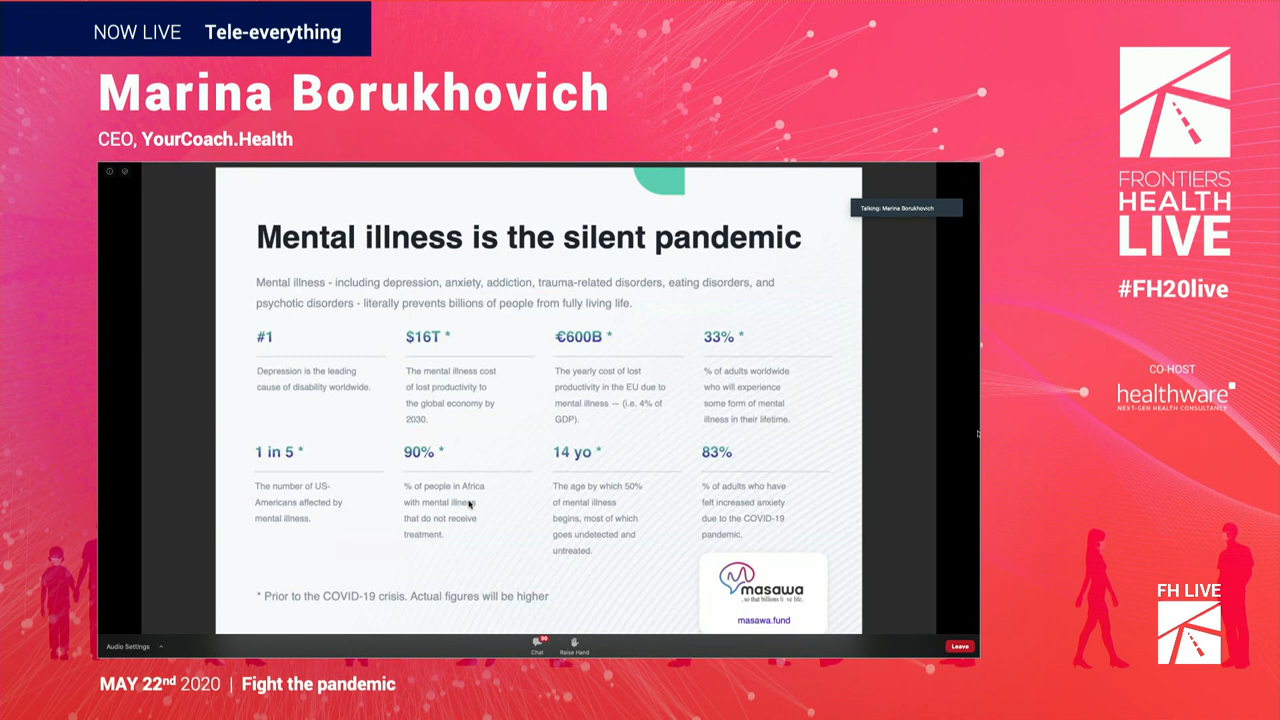 NOW LIVE Tele-everything
Marina Borukhovich
CEO, YourCoach.Health
FRONTIERS
HEALTH
LIVE
#FH20live
CO-HOST
healthware
NEXT-GEN HEALTH CONSULTANCY
Talking: Marina Borukhovich
Mental illness is the silent pandemic
Mental illness - including depression, anxiety, addiction, trauma-related disorders, eating disorders, and
psychotic disorders - literally prevents billions of people from fully living life.
#1
Depression is the leading
cause of disability worldwide.
$16T *
The mental illness cost
of lost productivity to
the global economy by
2030.
€600B *
The yearly cost of lost
productivity in the EU due to
mental illness — (i.e. 4% of
GDP).
33% *
% of adults worldwide
who will experience
some form of mental
illness in their lifetime.
1 in 5 *
The number of US-
Americans affected by
mental illness.
90% *
% of people in Africa
with mental illness
that do not receive
treatment.
14 yo *
The age by which 50%
of mental illness
begins, most of which
goes undetected and
untreated.
83%
% of adults who have
felt increased anxiety
due to the COVID-19
pandemic.
* Prior to the COVID-19 crisis. Actual figures will be higher
masawa
so that billions live life.
masawa.fund
Audio Settings
30
Chat
Raise Hand
Leave
FH LIVE
MAY 22nd 2020 | Fight the pandemic